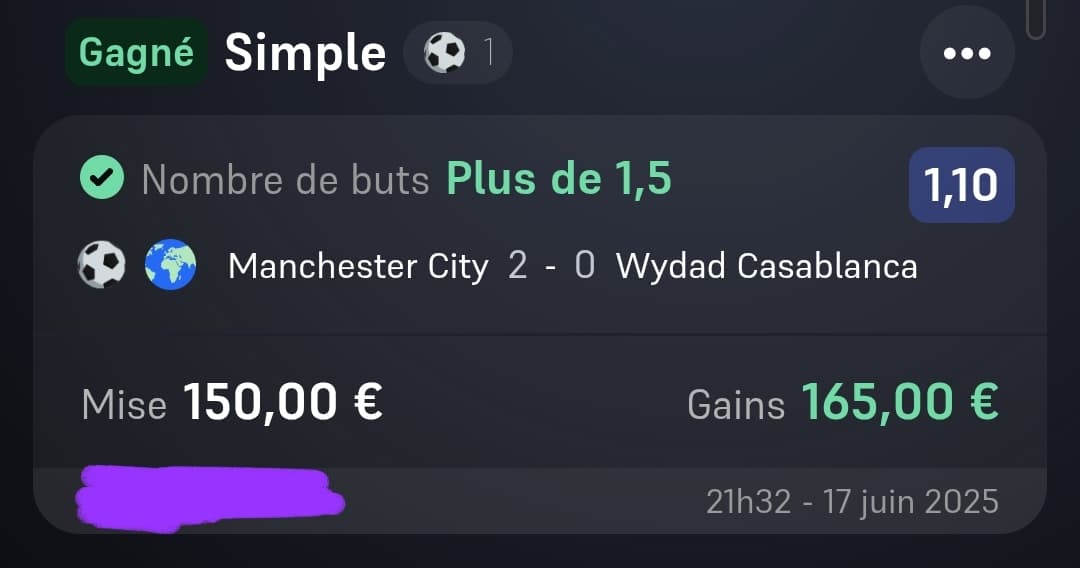 Gagné Simple 1
Nombre de buts Plus de 1,5 1,10
Manchester City 2 - 0 Wydad Casablanca
Mise 150,00 € Gains 165,00 €
21h32 - 17 juin 2025